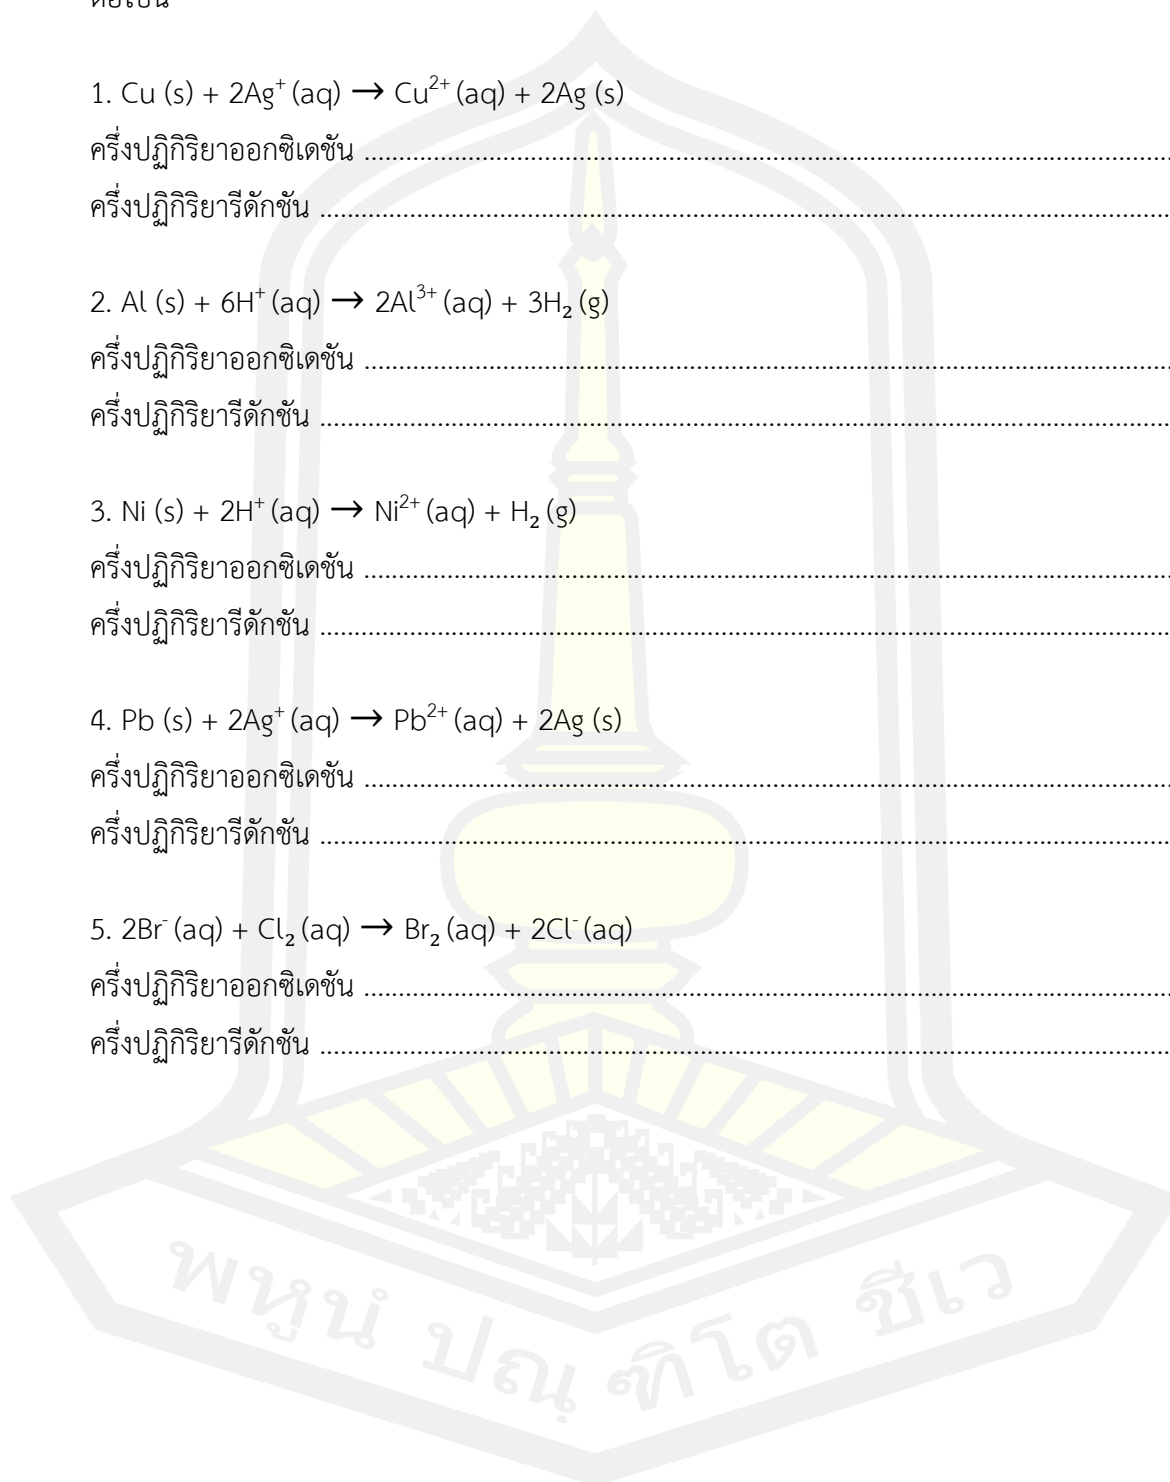 1. Cu (s) + 2Ag⁺ (aq) → Cu²⁺ (aq) + 2Ag (s)
ครึ่งปฏิกิริยาออกซิเดชัน ........................................................................................................................
ครึ่งปฏิกิริยารีดักชัน ........................................................................................................................
2. Al (s) + 6H⁺ (aq) → 2Al³⁺ (aq) + 3H₂ (g)
ครึ่งปฏิกิริยาออกซิเดชัน ........................................................................................................................
ครึ่งปฏิกิริยารีดักชัน ........................................................................................................................
3. Ni (s) + 2H⁺ (aq) → Ni²⁺ (aq) + H₂ (g)
ครึ่งปฏิกิริยาออกซิเดชัน ........................................................................................................................
ครึ่งปฏิกิริยารีดักชัน ........................................................................................................................
4. Pb (s) + 2Ag⁺ (aq) → Pb²⁺ (aq) + 2Ag (s)
ครึ่งปฏิกิริยาออกซิเดชัน ........................................................................................................................
ครึ่งปฏิกิริยารีดักชัน ........................................................................................................................
5. 2Br⁻ (aq) + Cl₂ (aq) → Br₂ (aq) + 2Cl⁻ (aq)
ครึ่งปฏิกิริยาออกซิเดชัน ........................................................................................................................
ครึ่งปฏิกิริยารีดักชัน ........................................................................................................................
พหูนํ ปณฺฑิโต ชีเว